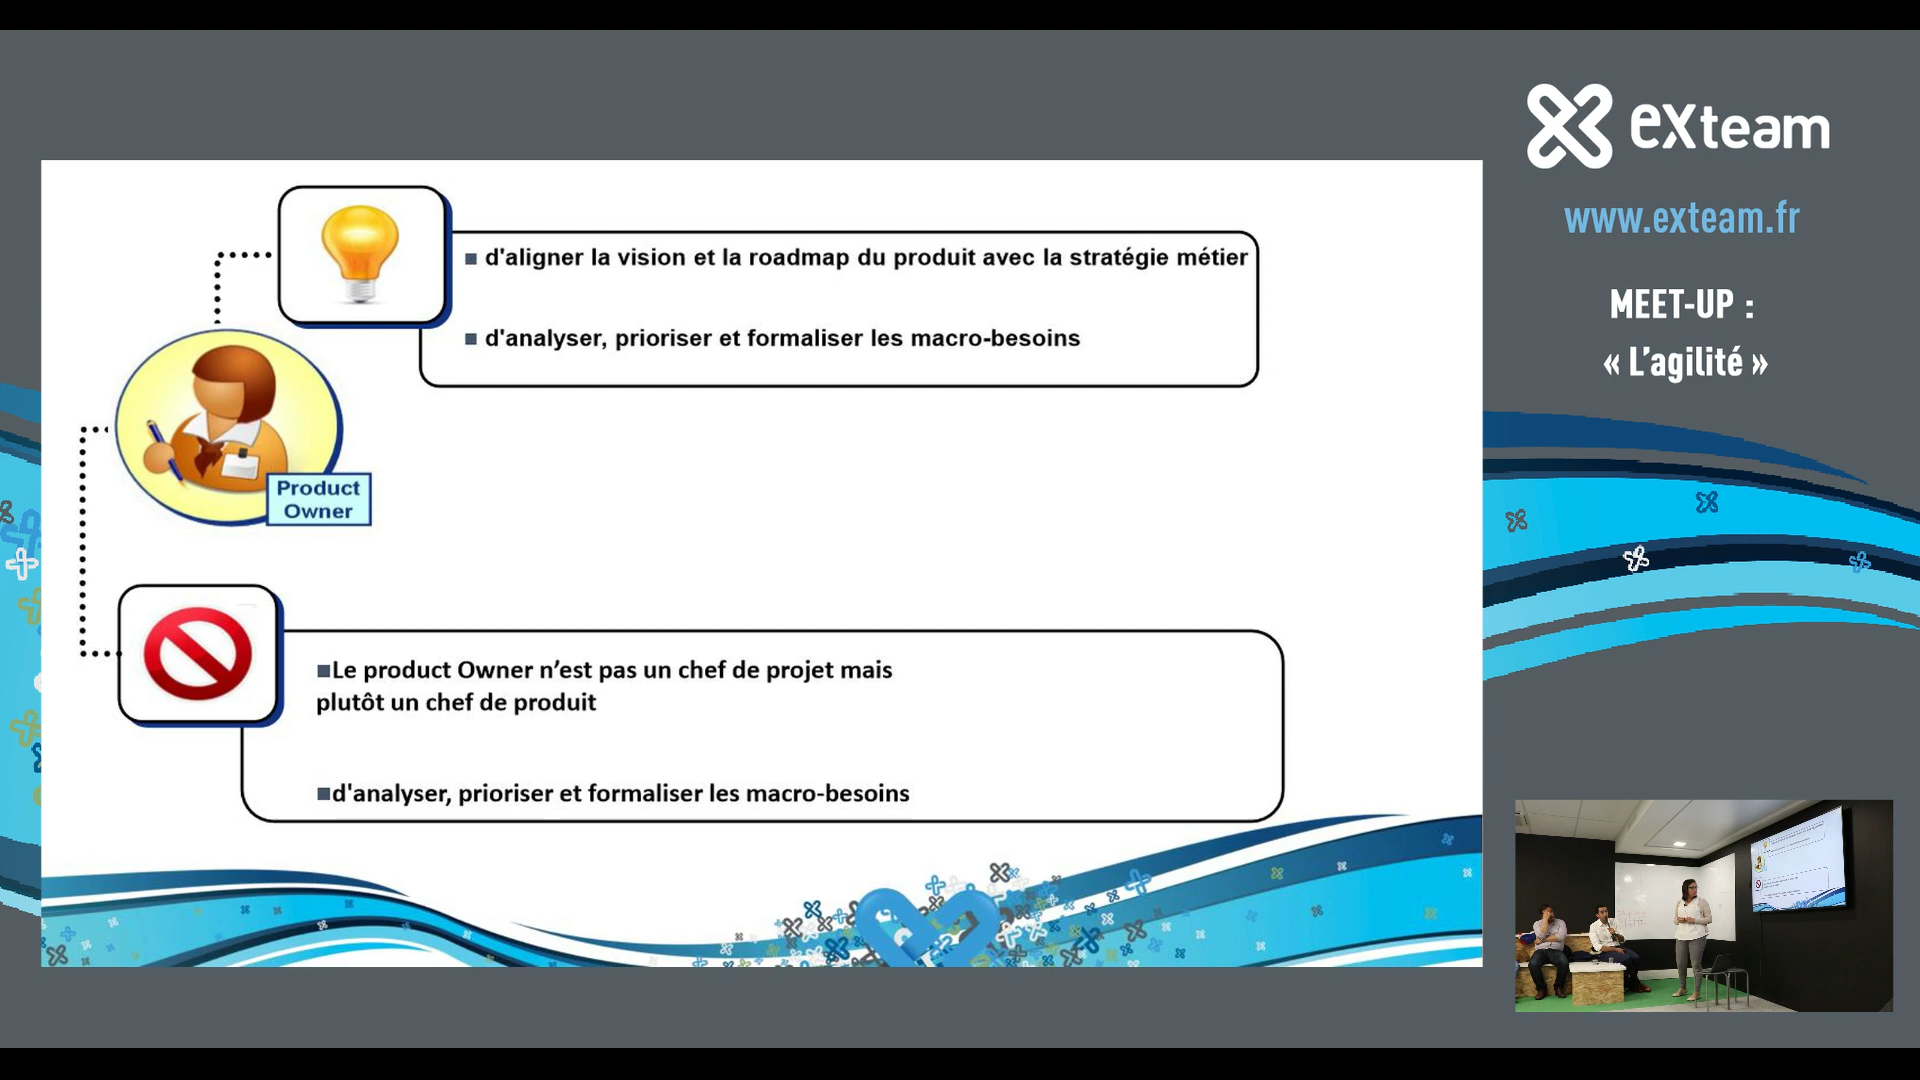 eXteam
www.exteam.fr
MEET-UP :
« L’agilité »
d'aligner la vision et la roadmap du produit avec la stratégie métier
d'analyser, prioriser et formaliser les macro-besoins
Product
Owner
Le product Owner n’est pas un chef de projet mais
plutôt un chef de produit
d'analyser, prioriser et formaliser les macro-besoins